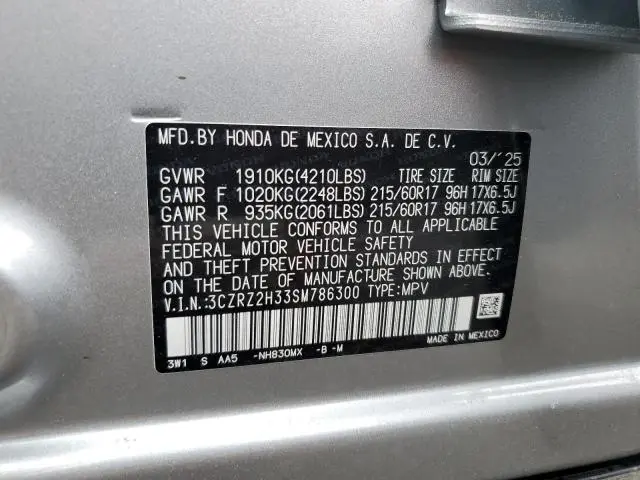 MFD.BY HONDA DE MEXICO S.A. DE C.V.
03/'25
GVWR 1910KG(4210LBS) TIRE SIZE RIM SIZE
GAWR F 1020KG(2248LBS) 215/60R17 96H 17X6.5J
GAWR R 935KG(2061LBS) 215/60R17 96H 17X6.5J
THIS VEHICLE CONFORMS TO ALL APPLICABLE
FEDERAL MOTOR VEHICLE SAFETY
AND THEFT PREVENTION STANDARDS IN EFFECT
ON THE DATE OF MANUFACTURE SHOWN ABOVE.
V.I.N.:3CZRZ2H33SM786300 TYPE:MPV
3W1 S AA5 -NH830MX -B -M
MADE IN MEXICO